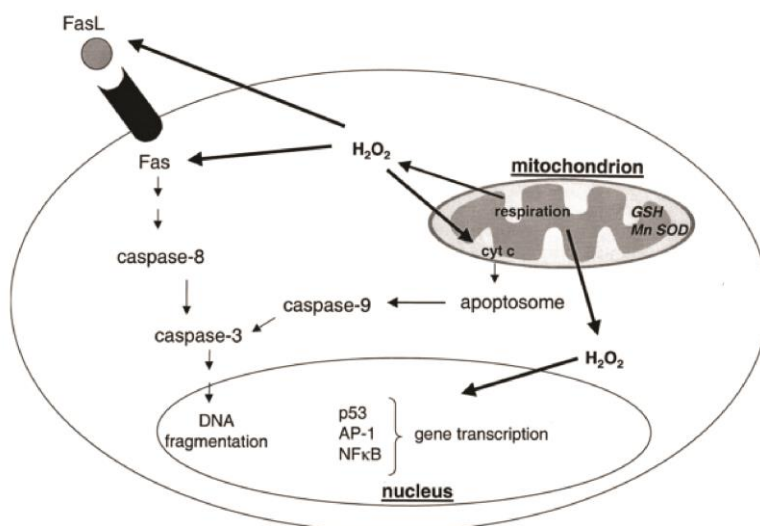 FasL
H₂O₂
Fas
mitochondrion
respiration
GSH
Mn SOD
cyt c
caspase-8
caspase-9
apoptosome
caspase-3
H₂O₂
DNA
fragmentation
p53
AP-1
NFκB
gene transcription
nucleus